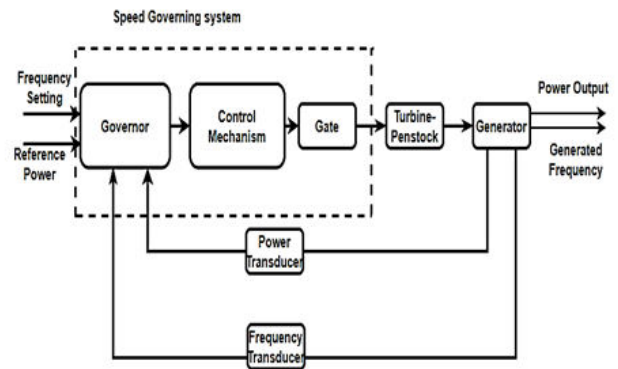 Speed Governing system
Frequency
Setting
Reference
Power
Governor
Control
Mechanism
Gate
Turbine-
Penstock
Generator
Power Output
Generated
Frequency
Power
Transducer
Frequency
Transducer